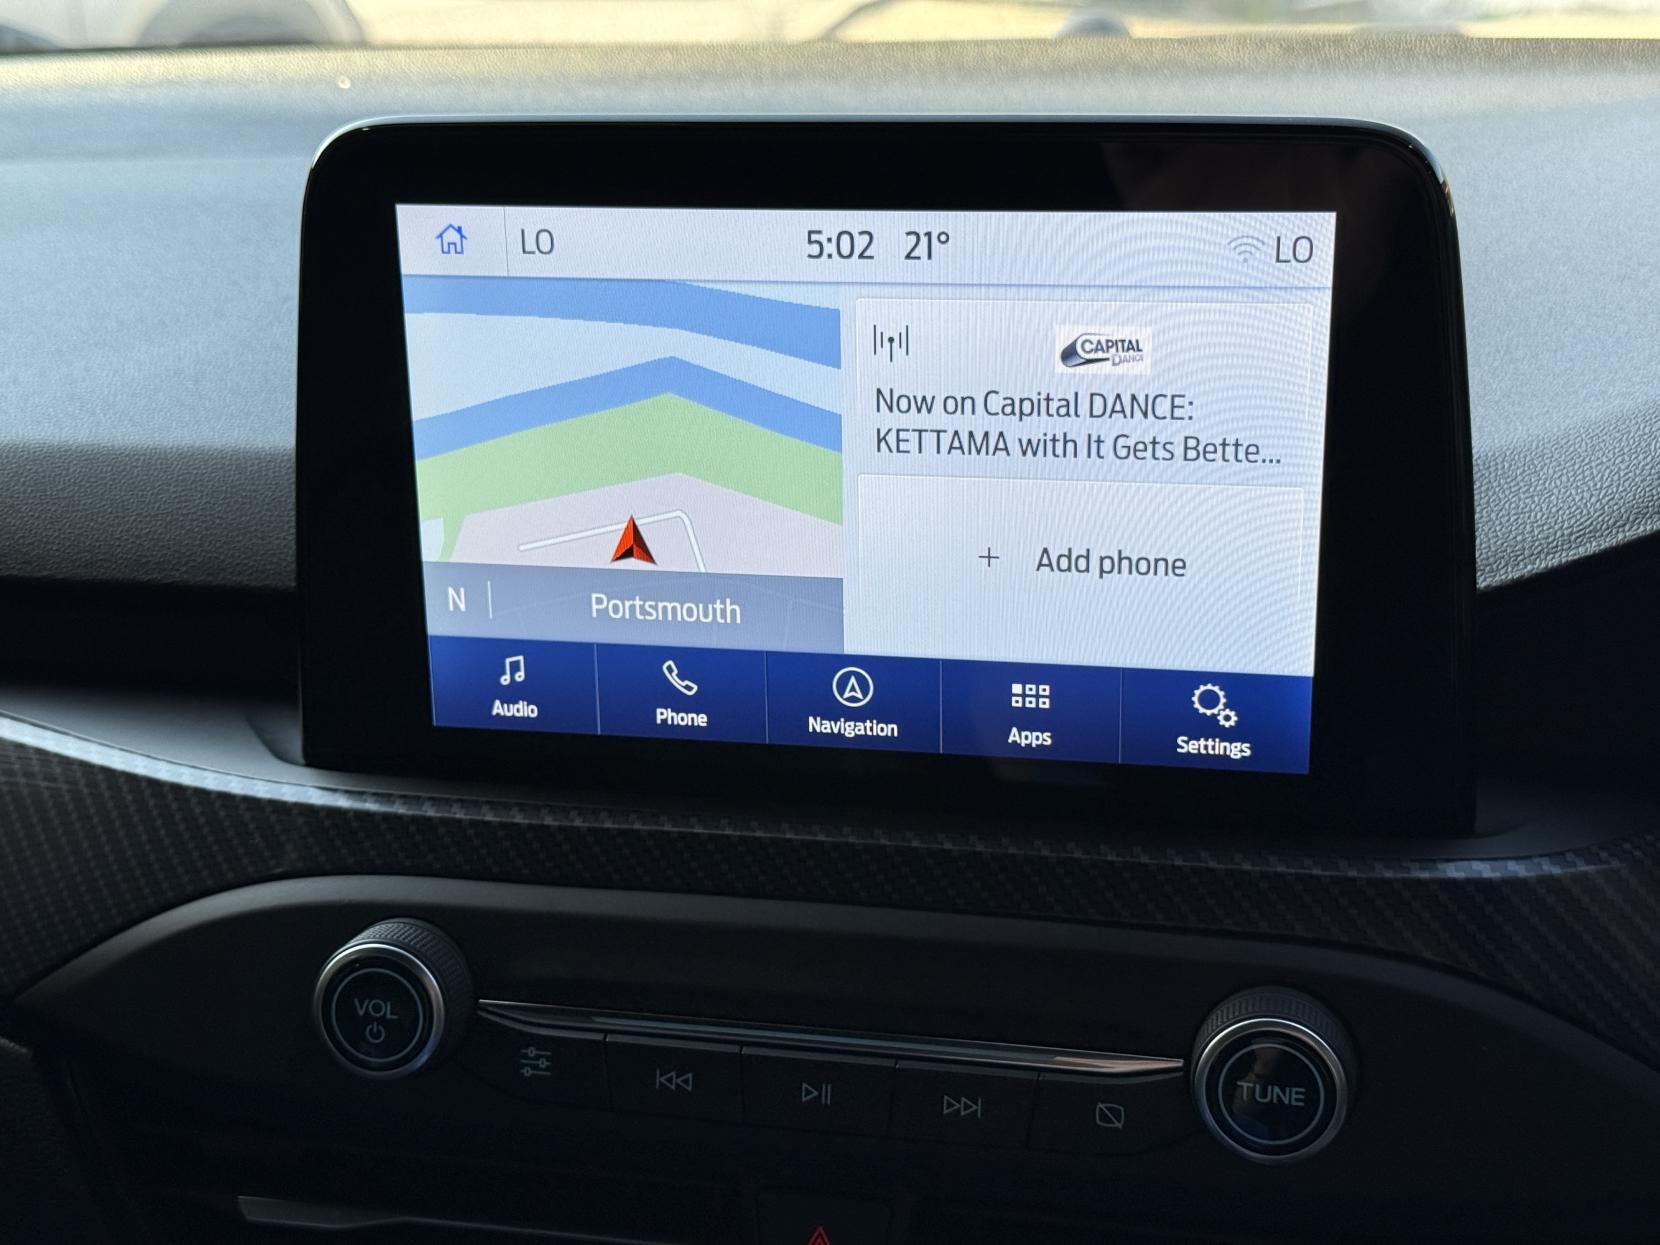 LO 5:02 21° LO
CAPITAL
DANCE
Now on Capital DANCE:
KETTAMA with It Gets Bette...
+ Add phone
N Portsmouth
Audio Phone Navigation Apps Settings
VOL
TUNE